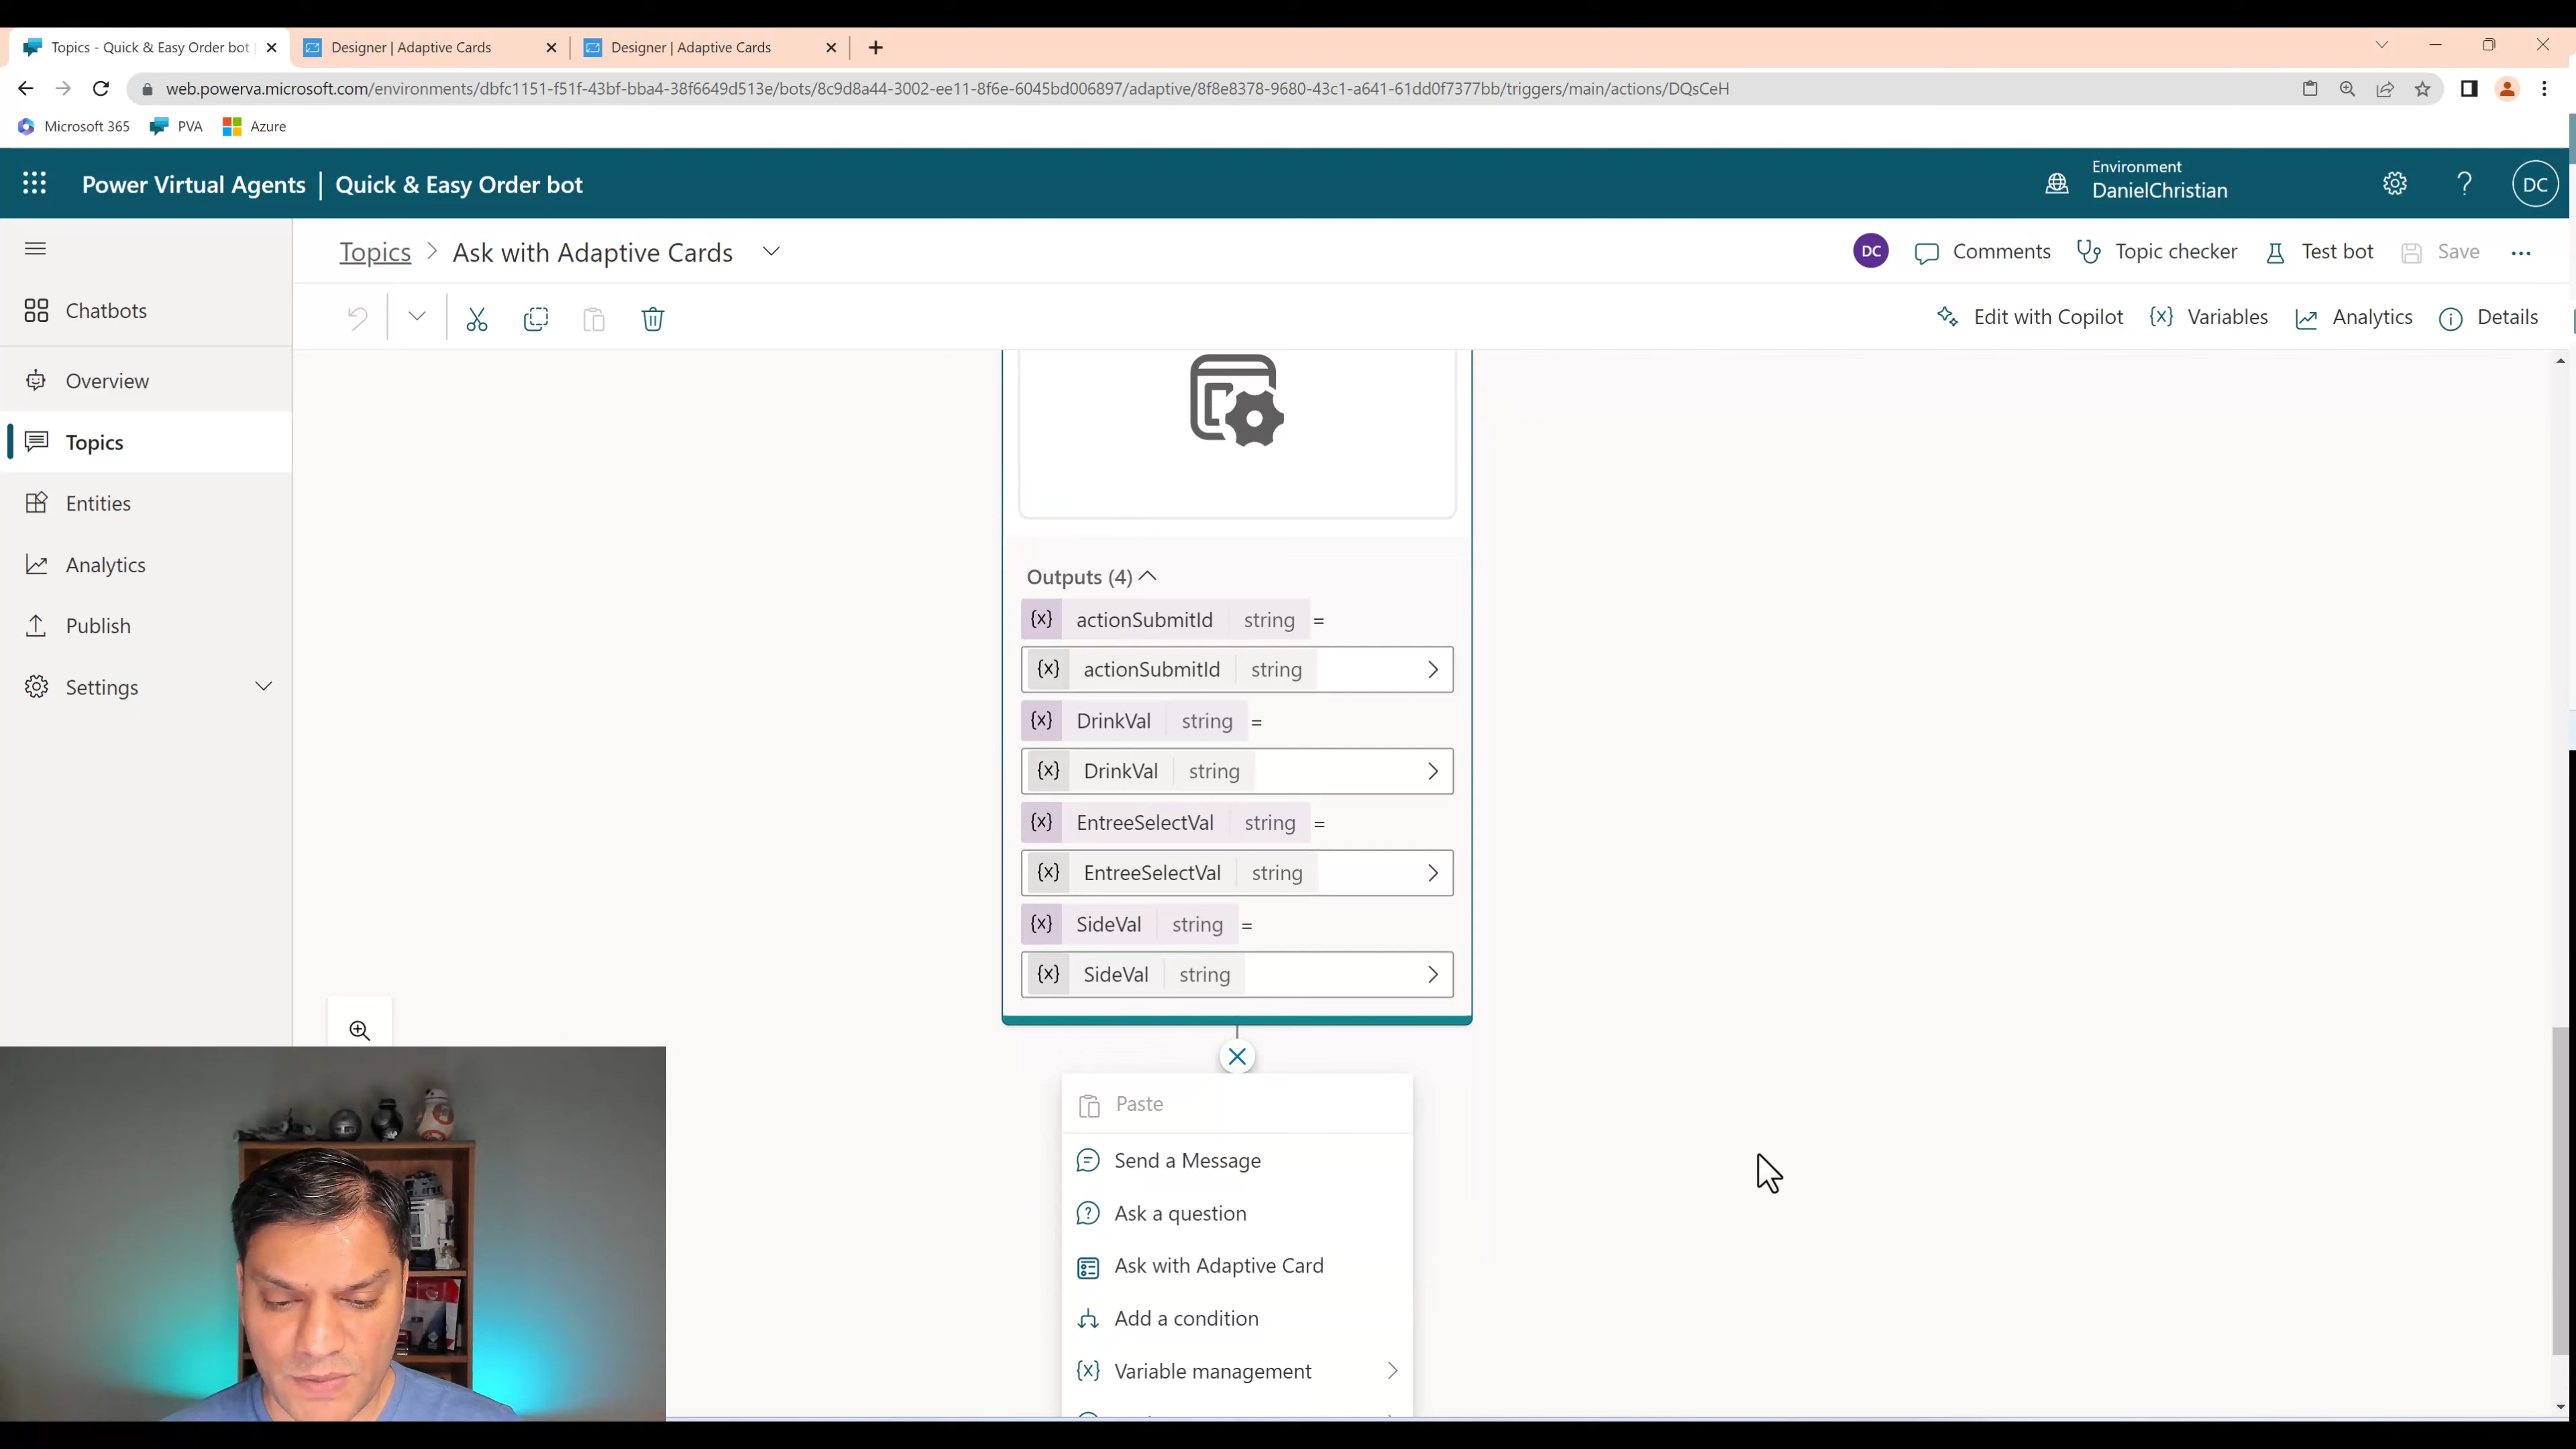 Topics - Quick & Easy Order bot
Designer | Adaptive Cards
Designer | Adaptive Cards
web.powerva.microsoft.com/environments/dbfc1151-f51f-43bf-bba4-38f6649d513e/bots/8c9d8a44-3002-ee11-8f6e-6045bd006897/adaptive/8f8e8378-9680-43c1-a641-61dd0f7377bb/triggers/main/actions/DQsCeH
Microsoft 365
PVA
Azure
Power Virtual Agents | Quick & Easy Order bot
Environment
DanielChristian
?
DC
Topics > Ask with Adaptive Cards
DC
Comments
Topic checker
Test bot
Save
...
Edit with Copilot
{x} Variables
Analytics
Details
Chatbots
Overview
Topics
Entities
Analytics
Publish
Settings
Outputs (4)
{x} actionSubmitId string =
{x} actionSubmitId string
{x} DrinkVal string =
{x} DrinkVal string
{x} EntreeSelectVal string =
{x} EntreeSelectVal string
{x} SideVal string =
{x} SideVal string
Paste
Send a Message
Ask a question
Ask with Adaptive Card
Add a condition
{x} Variable management